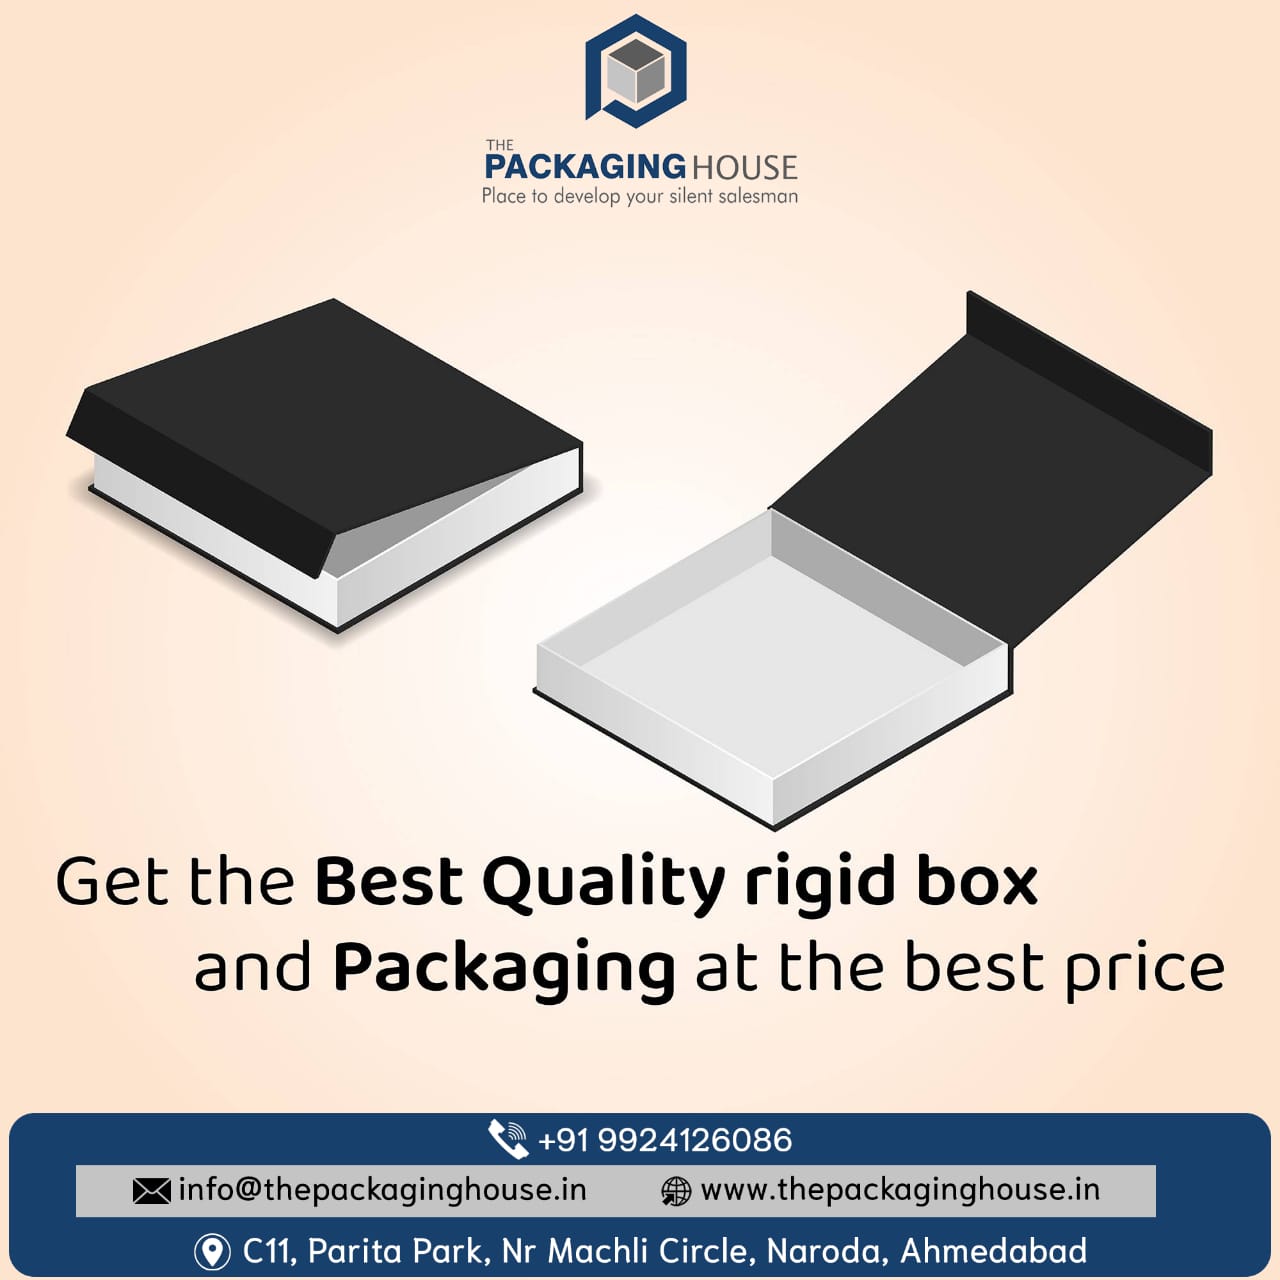 THE
PACKAGING HOUSE
Place to develop your silent salesman
Get the Best Quality rigid box
and Packaging at the best price
+91 9924126086
info@thepackaginghouse.in
www.thepackaginghouse.in
C11, Parita Park, Nr Machli Circle, Naroda, Ahmedabad